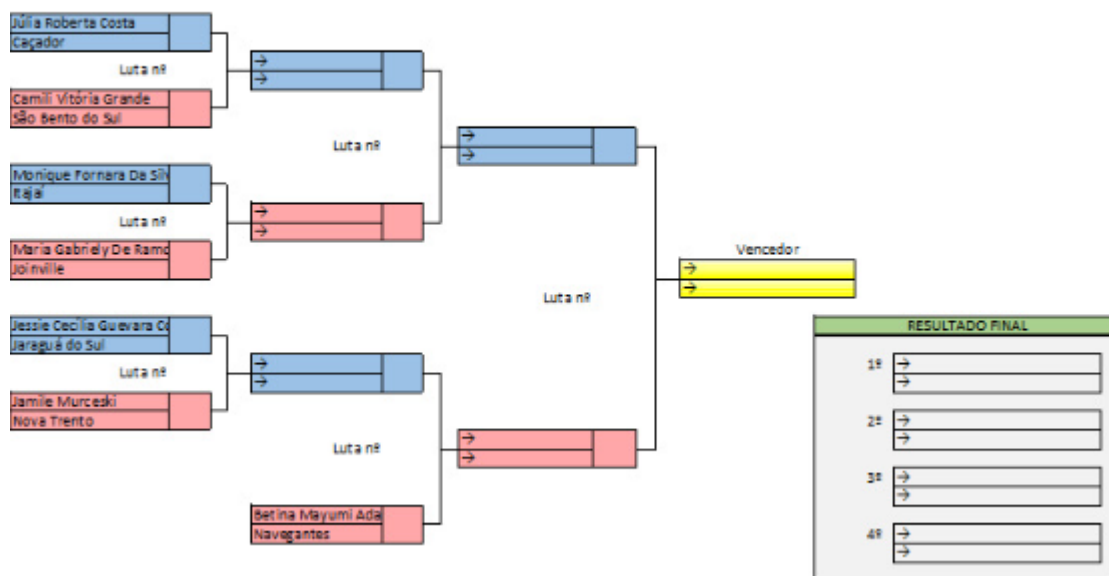 Júlia Roberta Costa
Caçador
Luta nº
Camili Vitória Grande
São Bento do Sul
→
→
Luta nº
Monique Fornara Da Silv
Itajaí
Luta nº
Maria Gabriely De Ramo
Joinville
→
→
→
→
Luta nº
Vencedor
→
→
Jessie Cecília Guevara Co
Jaraguá do Sul
Luta nº
Jamile Murceski
Nova Trento
→
→
Luta nº
Betina Mayumi Ada
Navegantes
→
→
RESULTADO FINAL
1º →
→
2º →
→
3º →
→
4º →
→